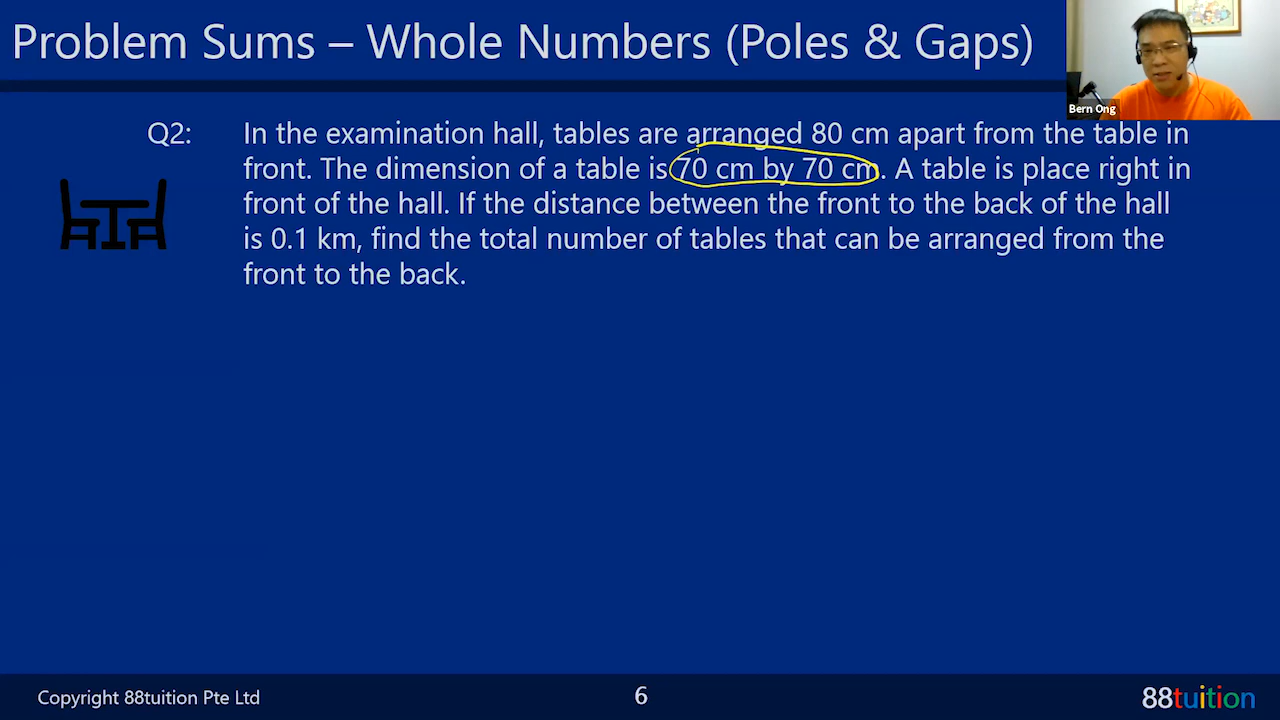 Problem Sums – Whole Numbers (Poles & Gaps)
Bern Ong
Q2: In the examination hall, tables are arranged 80 cm apart from the table in
front. The dimension of a table is 70 cm by 70 cm. A table is place right in
front of the hall. If the distance between the front to the back of the hall
is 0.1 km, find the total number of tables that can be arranged from the
front to the back.
Copyright 88tuition Pte Ltd
6
88tuition